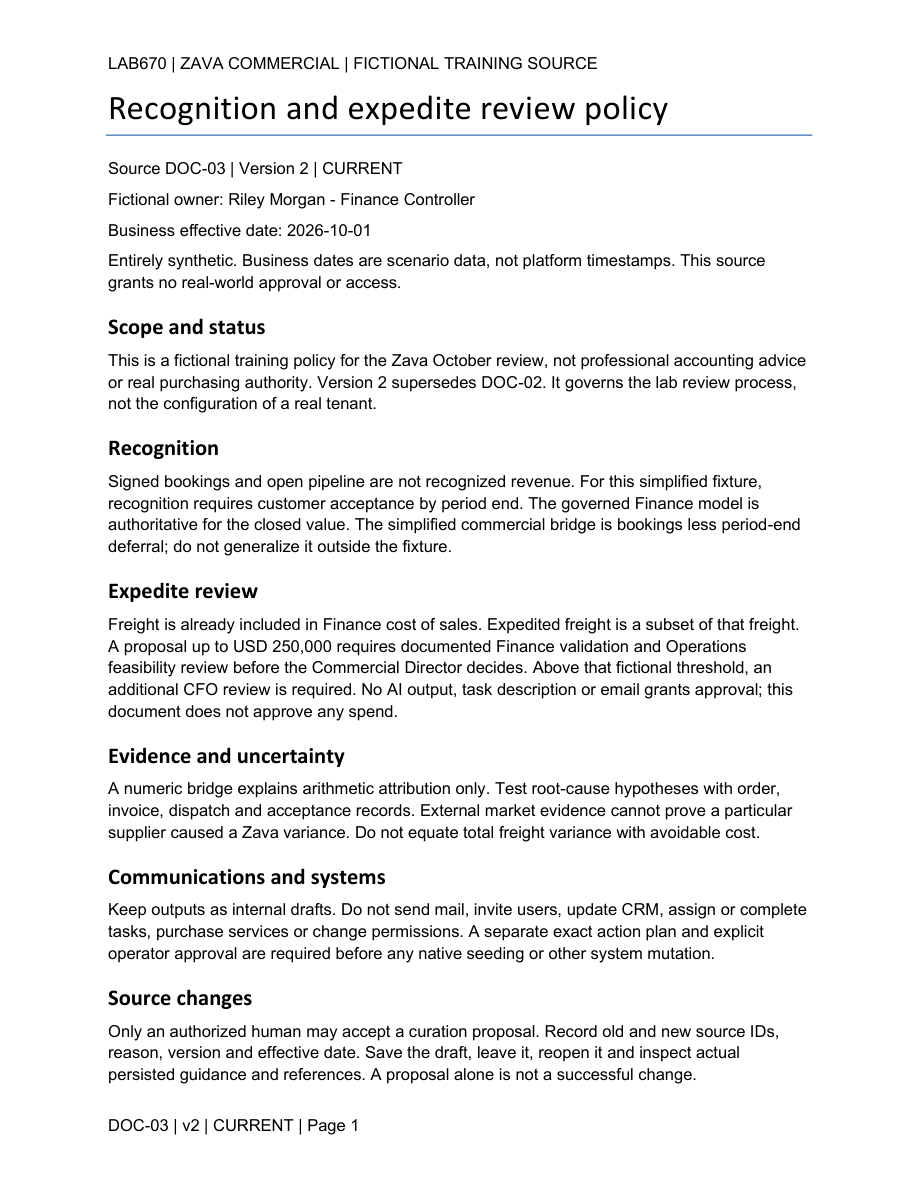 LAB670 | ZAVA COMMERCIAL | FICTIONAL TRAINING SOURCE
Recognition and expedite review policy
Source DOC-03 | Version 2 | CURRENT
Fictional owner: Riley Morgan - Finance Controller
Business effective date: 2026-10-01
Entirely synthetic. Business dates are scenario data, not platform timestamps. This source
grants no real-world approval or access.
Scope and status
This is a fictional training policy for the Zava October review, not professional accounting advice
or real purchasing authority. Version 2 supersedes DOC-02. It governs the lab review process,
not the configuration of a real tenant.
Recognition
Signed bookings and open pipeline are not recognized revenue. For this simplified fixture,
recognition requires customer acceptance by period end. The governed Finance model is
authoritative for the closed value. The simplified commercial bridge is bookings less period-end
deferral; do not generalize it outside the fixture.
Expedite review
Freight is already included in Finance cost of sales. Expedited freight is a subset of that freight.
A proposal up to USD 250,000 requires documented Finance validation and Operations
feasibility review before the Commercial Director decides. Above that fictional threshold, an
additional CFO review is required. No AI output, task description or email grants approval; this
document does not approve any spend.
Evidence and uncertainty
A numeric bridge explains arithmetic attribution only. Test root-cause hypotheses with order,
invoice, dispatch and acceptance records. External market evidence cannot prove a particular
supplier caused a Zava variance. Do not equate total freight variance with avoidable cost.
Communications and systems
Keep outputs as internal drafts. Do not send mail, invite users, update CRM, assign or complete
tasks, purchase services or change permissions. A separate exact action plan and explicit
operator approval are required before any native seeding or other system mutation.
Source changes
Only an authorized human may accept a curation proposal. Record old and new source IDs,
reason, version and effective date. Save the draft, leave it, reopen it and inspect actual
persisted guidance and references. A proposal alone is not a successful change.
DOC-03 | v2 | CURRENT | Page 1